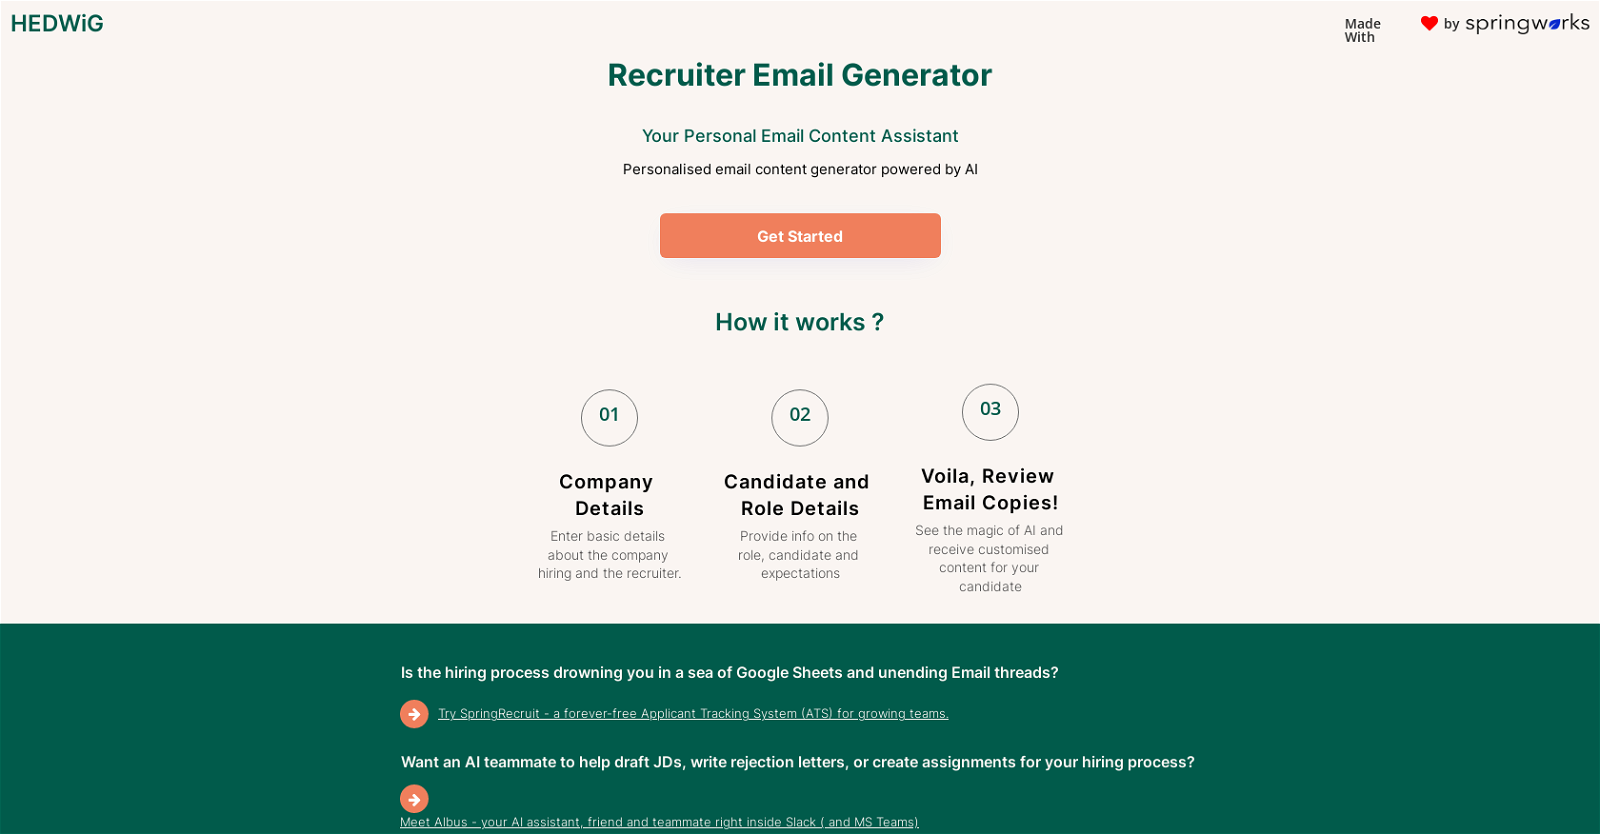 HEDWiG
Made
With
by springworks
Recruiter Email Generator
Your Personal Email Content Assistant
Personalised email content generator powered by AI
Get Started
How it works ?
01
Company
Details
Enter basic details
about the company
hiring and the recruiter.
02
Candidate and
Role Details
Provide info on the
role, candidate and
expectations
03
Voila, Review
Email Copies!
See the magic of AI and
receive customised
content for your
candidate
Is the hiring process drowning you in a sea of Google Sheets and unending Email threads?
Try SpringRecruit - a forever-free Applicant Tracking System (ATS) for growing teams.
Want an AI teammate to help draft JDs, write rejection letters, or create assignments for your hiring process?
Meet Albus - your AI assistant, friend and teammate right inside Slack ( and MS Teams)